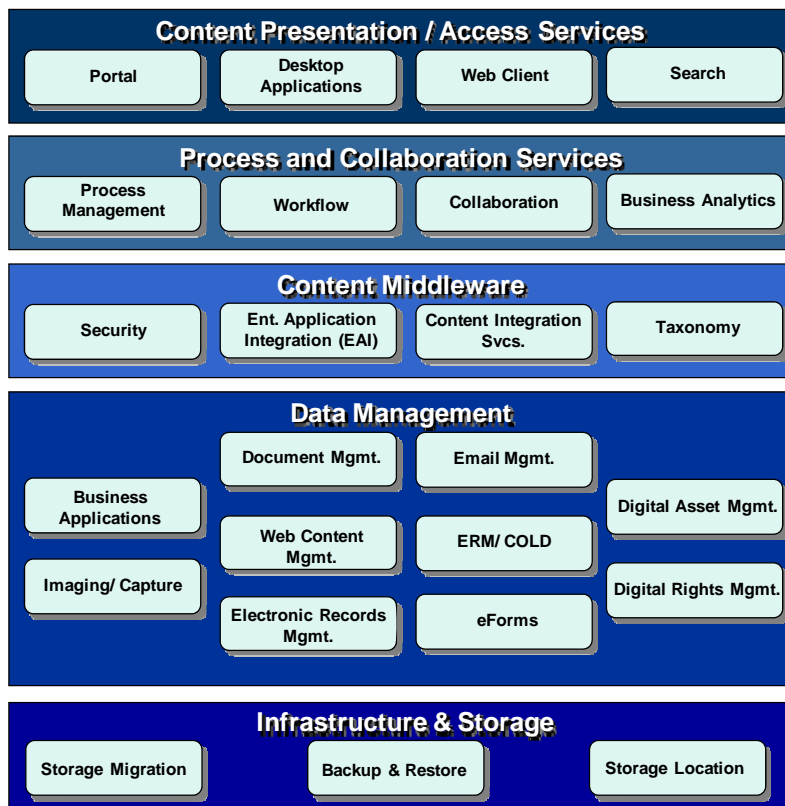 Content Presentation / Access Services
Portal
Desktop
Applications
Web Client
Search
Process and Collaboration Services
Process
Management
Workflow
Collaboration
Business Analytics
Content Middleware
Security
Ent. Application
Integration (EAI)
Content Integration
Svcs.
Taxonomy
Data Management
Business
Applications
Imaging/ Capture
Document Mgmt.
Web Content
Mgmt.
Electronic Records
Mgmt.
Email Mgmt.
ERM/ COLD
eForms
Digital Asset Mgmt.
Digital Rights Mgmt.
Infrastructure & Storage
Storage Migration
Backup & Restore
Storage Location